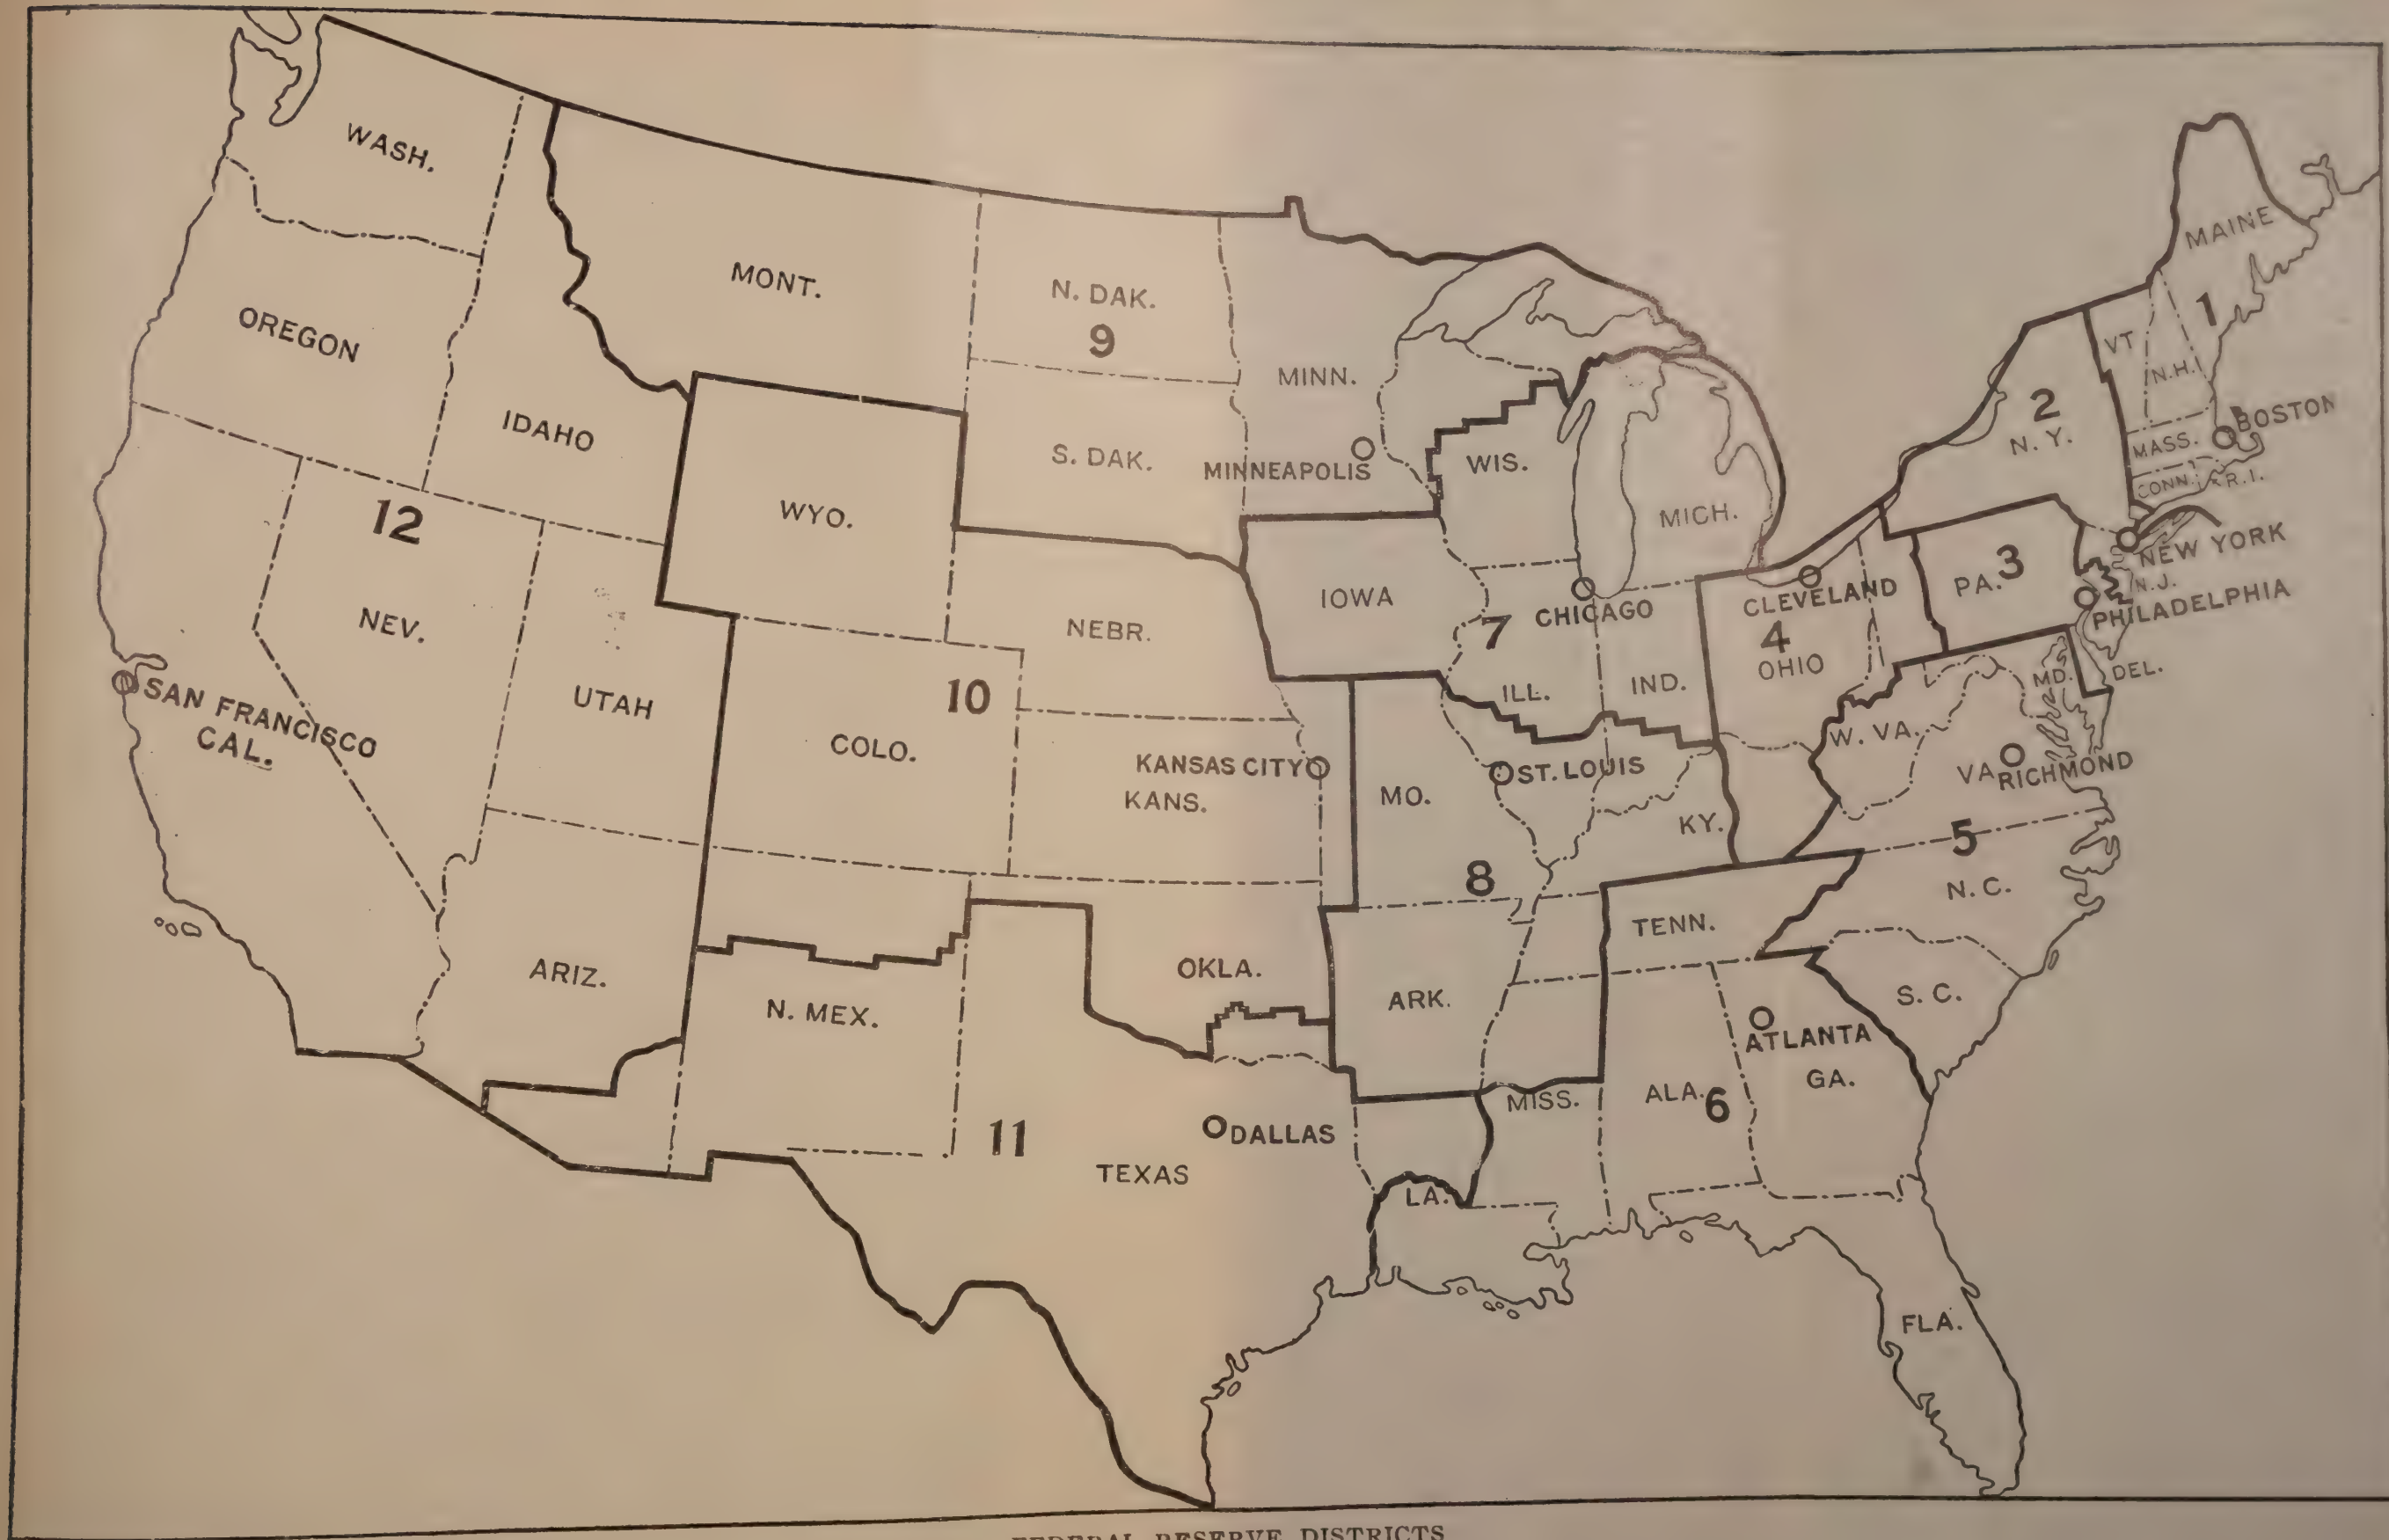 WASH.
OREGON
IDAHO
MONT.
N. DAK.
9
S. DAK.
MINN.
MINNEAPOLIS
WIS.
MICH.
MAINE
1
VT
N.H.
2
N. Y.
BOSTON
MASS.
CONN.
R.I.
NEW YORK
N.J.
3
PA.
PHILADELPHIA
12
WYO.
NEV.
UTAH
SAN FRANCISCO
CAL.
10
COLO.
NEBR.
IOWA
7
CHICAGO
ILL.
IND.
CLEVELAND
4
OHIO
MD.
DEL.
W. VA.
VA.
RICHMOND
KANSAS CITY
KANS.
MO.
ST. LOUIS
KY.
8
5
N. C.
TENN.
ARIZ.
N. MEX.
OKLA.
ARK.
S. C.
ATLANTA
GA.
ALA.
6
MISS.
11
DALLAS
TEXAS
LA.
FLA.
FEDERAL RESERVE DISTRICTS